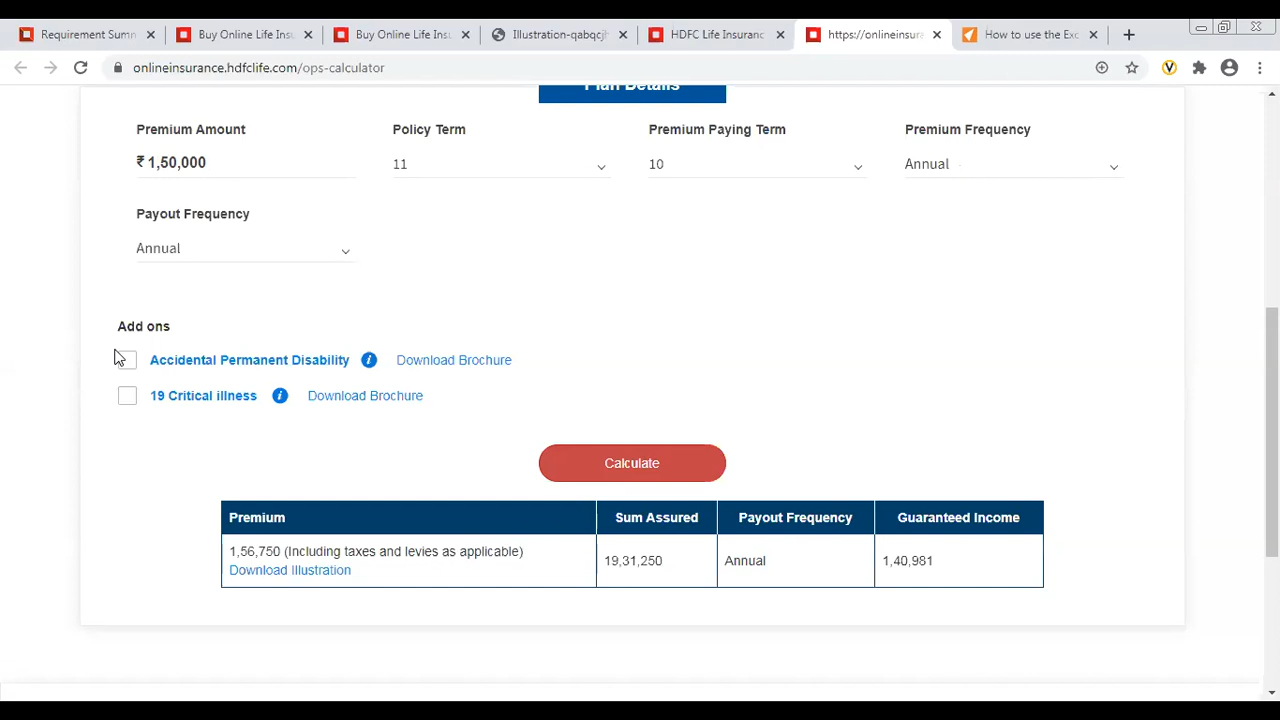 Requirement Summ
Buy Online Life Insu
Buy Online Life Insu
Illustration-qabqcjh
HDFC Life Insuranc
https://onlineinsura
How to use the Exc
onlineinsurance.hdfclife.com/ops-calculator
Plan Details
Premium Amount
Policy Term
Premium Paying Term
Premium Frequency
₹ 1,50,000
11
10
Annual
Payout Frequency
Annual
Add ons
Accidental Permanent Disability
Download Brochure
19 Critical illness
Download Brochure
Calculate
Premium
Sum Assured
Payout Frequency
Guaranteed Income
1,56,750 (Including taxes and levies as applicable)
Download Illustration
19,31,250
Annual
1,40,981